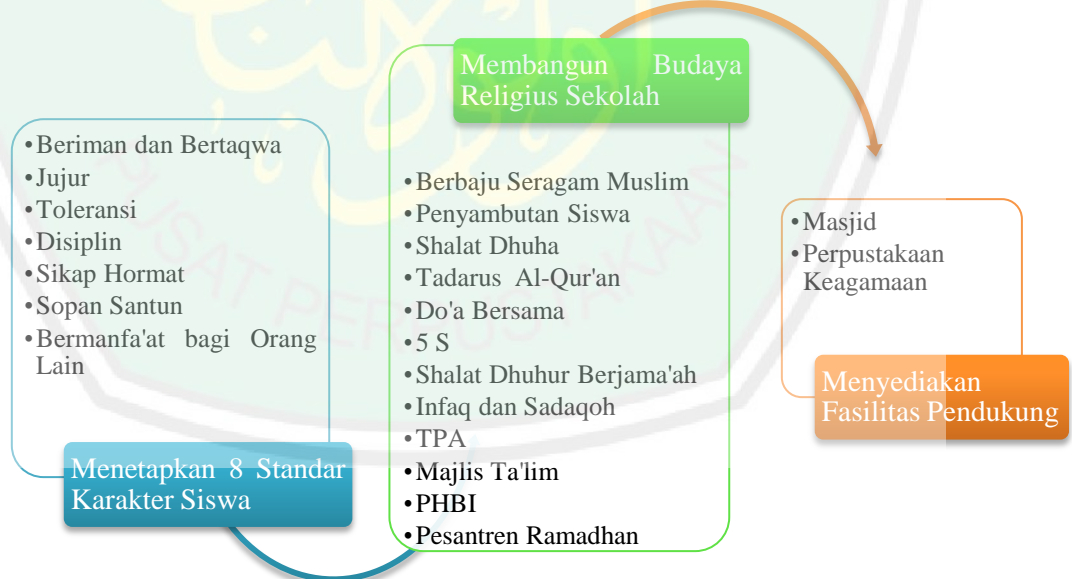 •Beriman dan Bertaqwa
•Jujur
•Toleransi
•Disiplin
•Sikap Hormat
•Sopan Santun
•Bermanfa'at bagi Orang
Lain
Menetapkan 8 Standar
Karakter Siswa
Membangun Budaya
Religius Sekolah
•Berbaju Seragam Muslim
•Penyambutan Siswa
•Shalat Dhuha
•Tadarus Al-Qur'an
•Do'a Bersama
•5 S
•Shalat Dhuhur Berjama'ah
•Infaq dan Sadaqoh
•TPA
•Majlis Ta'lim
•PHBI
•Pesantren Ramadhan
•Masjid
•Perpustakaan
Keagamaan
Menyediakan
Fasilitas Pendukung
PUSAT PERPUSTAKAAN